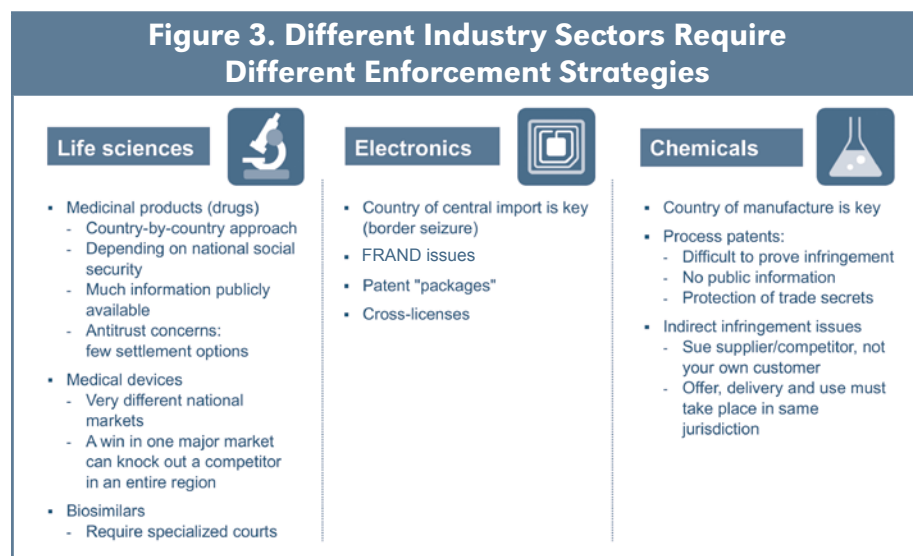 Figure 3. Different Industry Sectors Require
Different Enforcement Strategies
Life sciences
▪ Medicinal products (drugs)
- Country-by-country approach
- Depending on national social
security
- Much information publicly
available
- Antitrust concerns:
few settlement options
▪ Medical devices
- Very different national
markets
- A win in one major market
can knock out a competitor
in an entire region
▪ Biosimilars
- Require specialized courts
Electronics
▪ Country of central import is key
(border seizure)
▪ FRAND issues
▪ Patent "packages"
▪ Cross-licenses
Chemicals
▪ Country of manufacture is key
▪ Process patents:
- Difficult to prove infringement
- No public information
- Protection of trade secrets
▪ Indirect infringement issues
- Sue supplier/competitor, not
your own customer
- Offer, delivery and use must
take place in same
jurisdiction